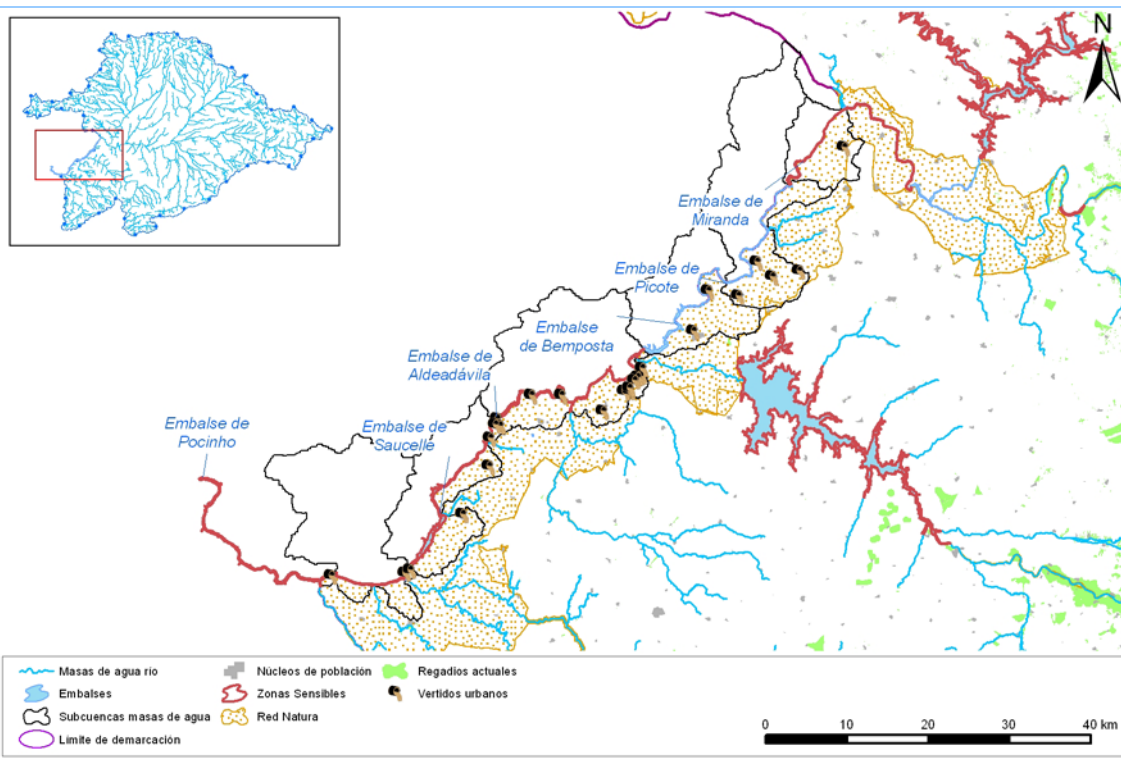 N
Embalse de
Miranda
Embalse de
Picote
Embalse
de Bemposta
Embalse de
Aldeadávila
Embalse de
Saucelle
Embalse de
Pocinho
Masas de agua río
Núcleos de población
Regadíos actuales
Embalses
Zonas Sensibles
Vertidos urbanos
Subcuencas masas de agua
Red Natura
Límite de demarcación
0 10 20 30 40 km